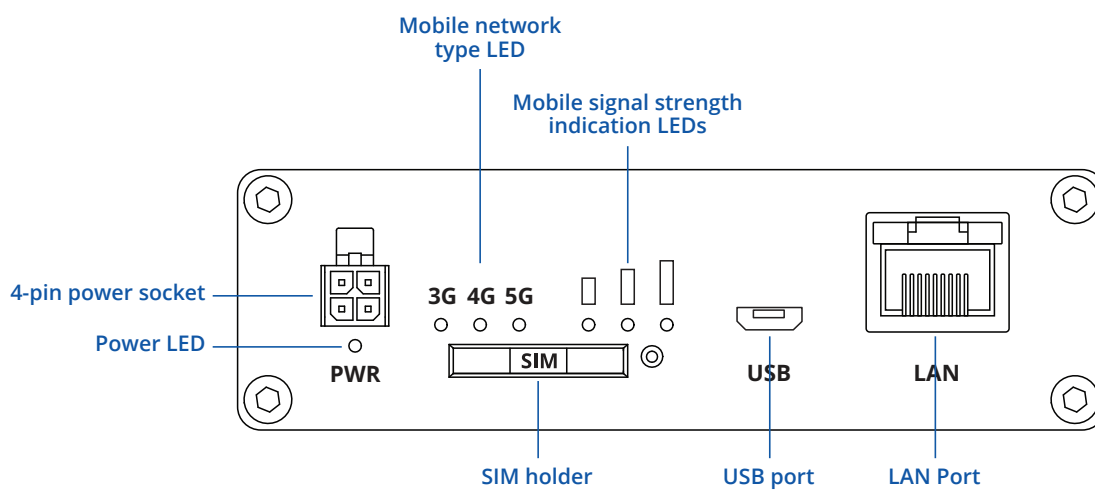 Mobile network
type LED
Mobile signal strength
indication LEDs
4-pin power socket
3G 4G 5G
Power LED
PWR
SIM
USB
LAN
SIM holder
USB port
LAN Port